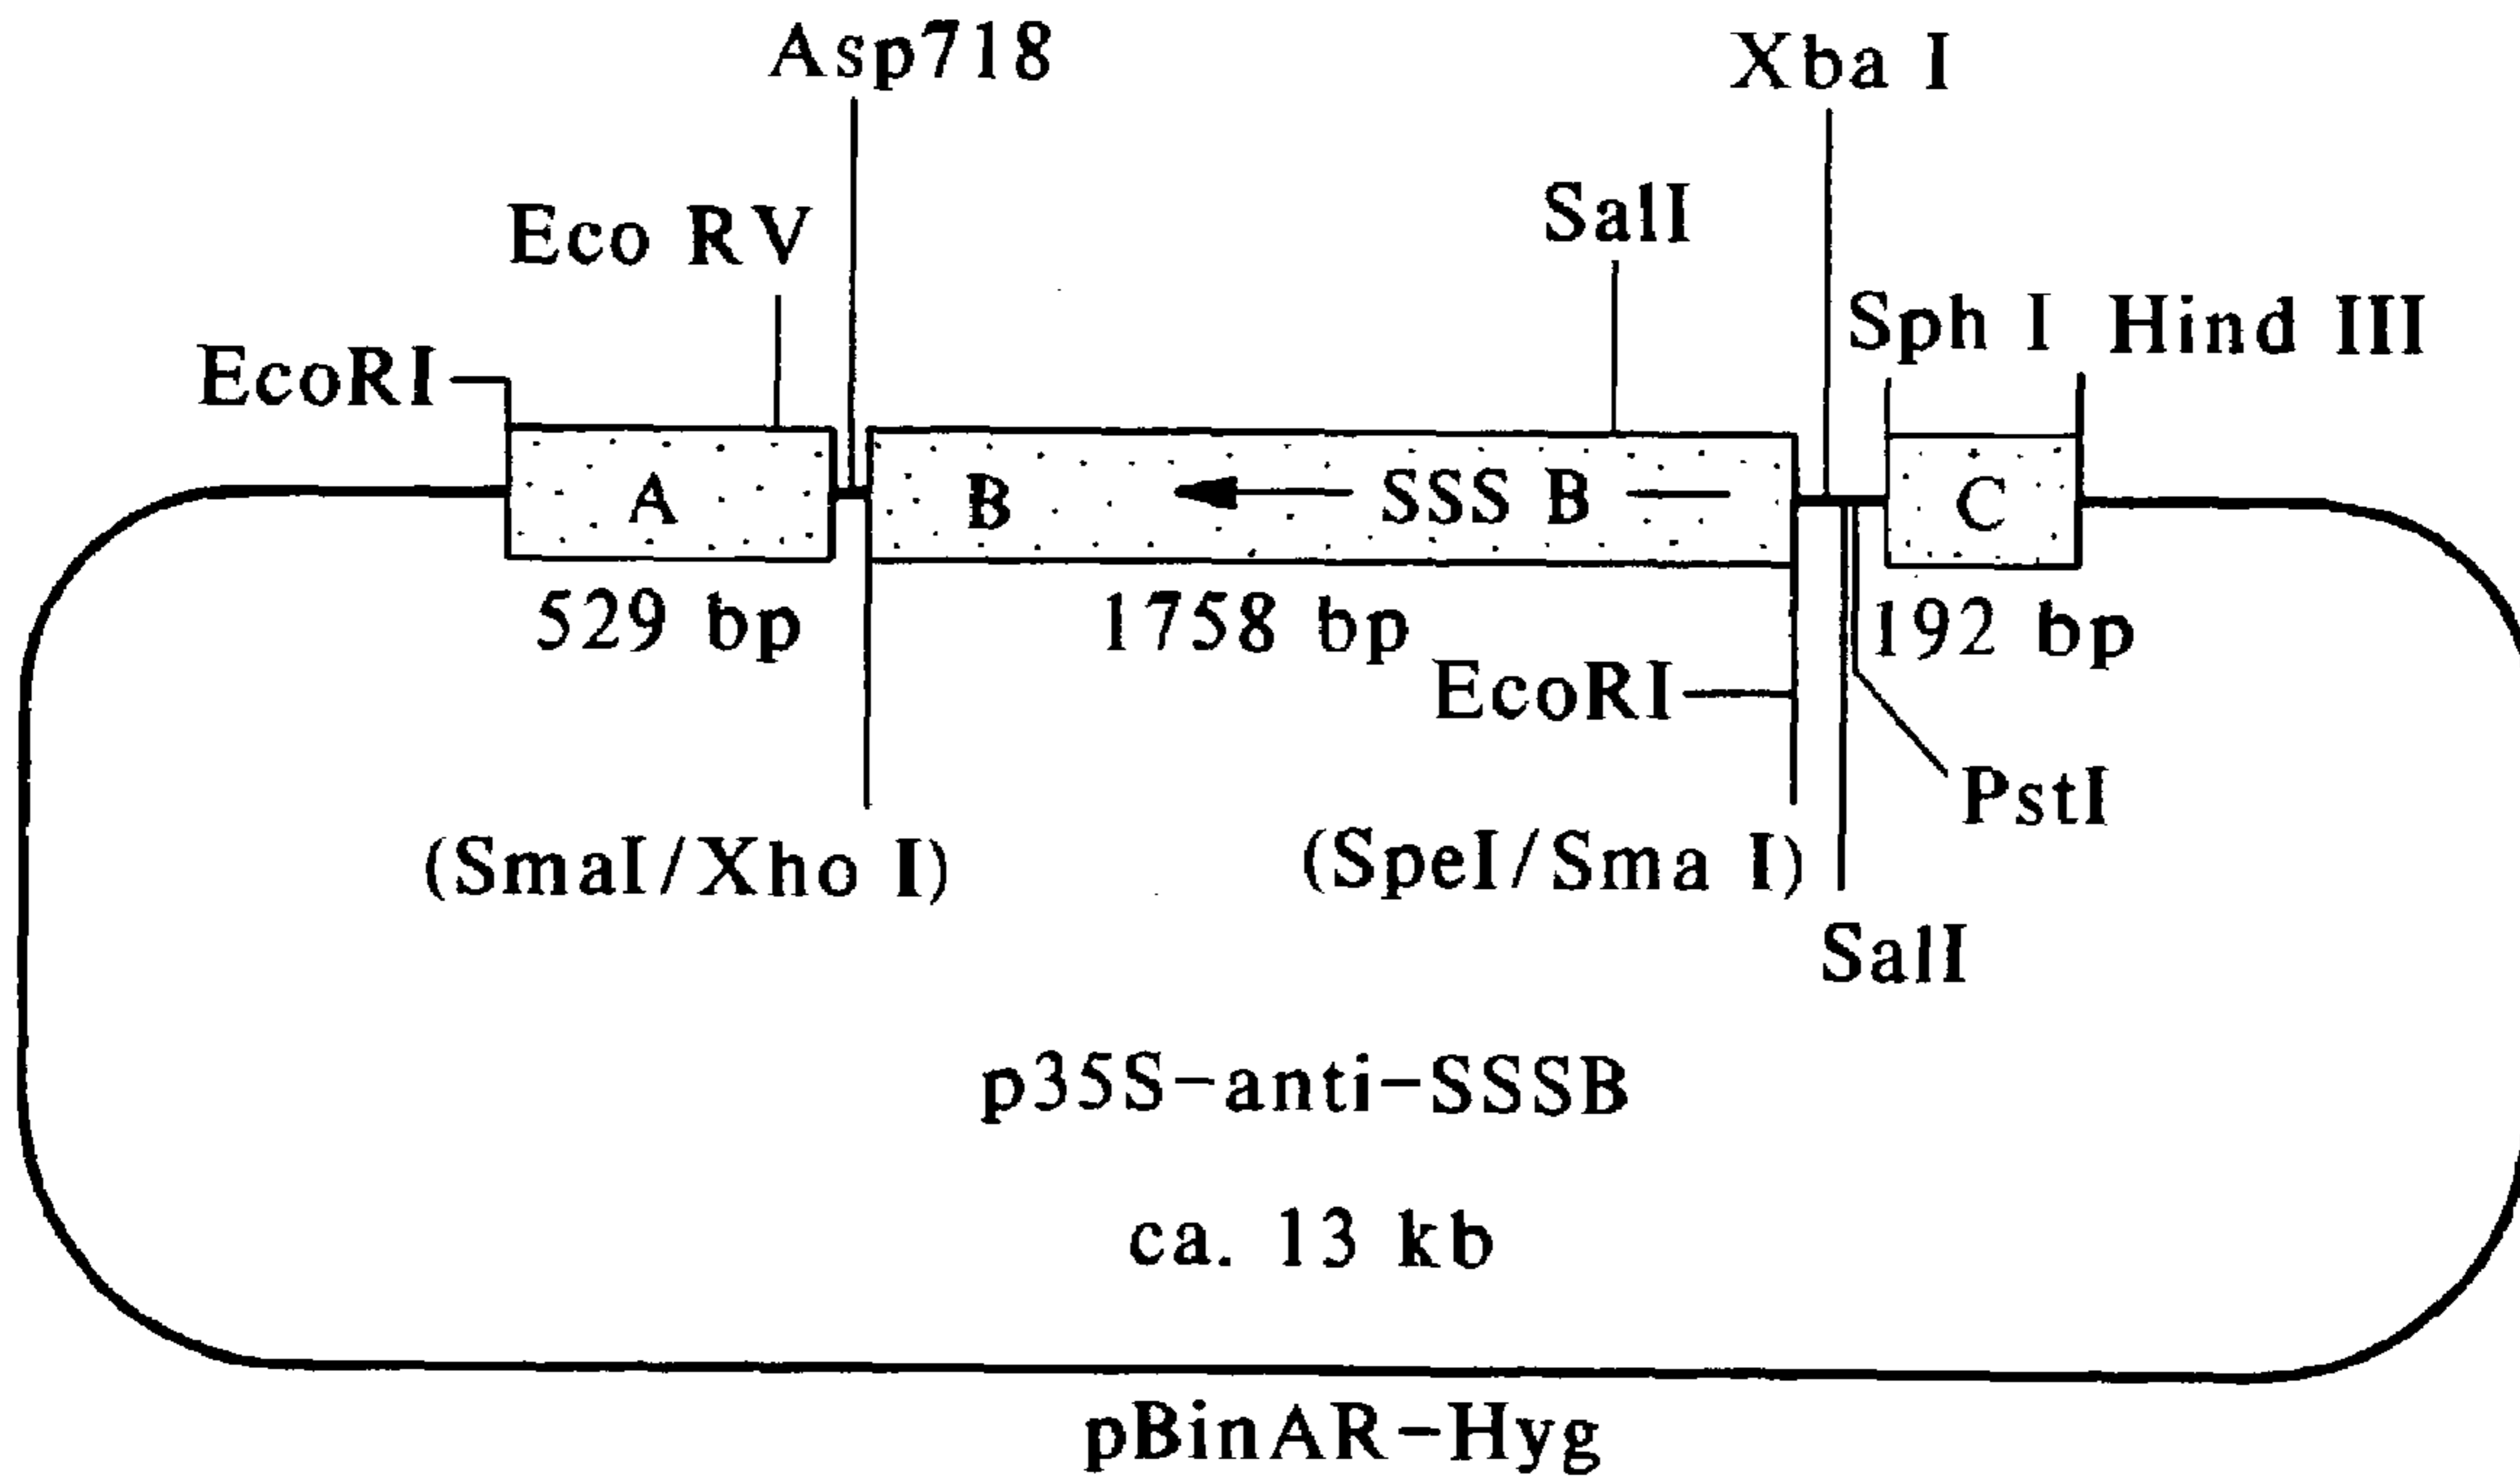 Asp718
Xba I
Eco RV
SalI
Sph I
Hind III
EcoRI
A
B
SSS B
C
529 bp
1758 bp
192 bp
EcoRI
PstI
(SmaI/Xho I)
(SpeI/Sma I)
SalI
p35S-anti-SSSB
ca. 13 kb
pBinAR-Hyg